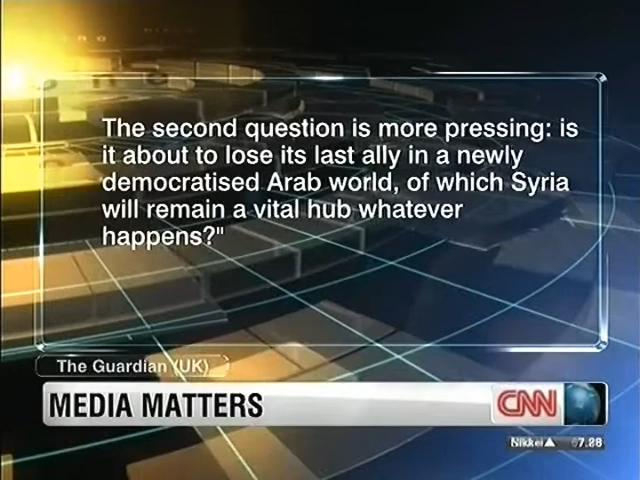 The second question is more pressing: is
it about to lose its last ally in a newly
democratised Arab world, of which Syria
will remain a vital hub whatever
happens?"
The Guardian (UK)
MEDIA MATTERS
CNN
Nikkei▲